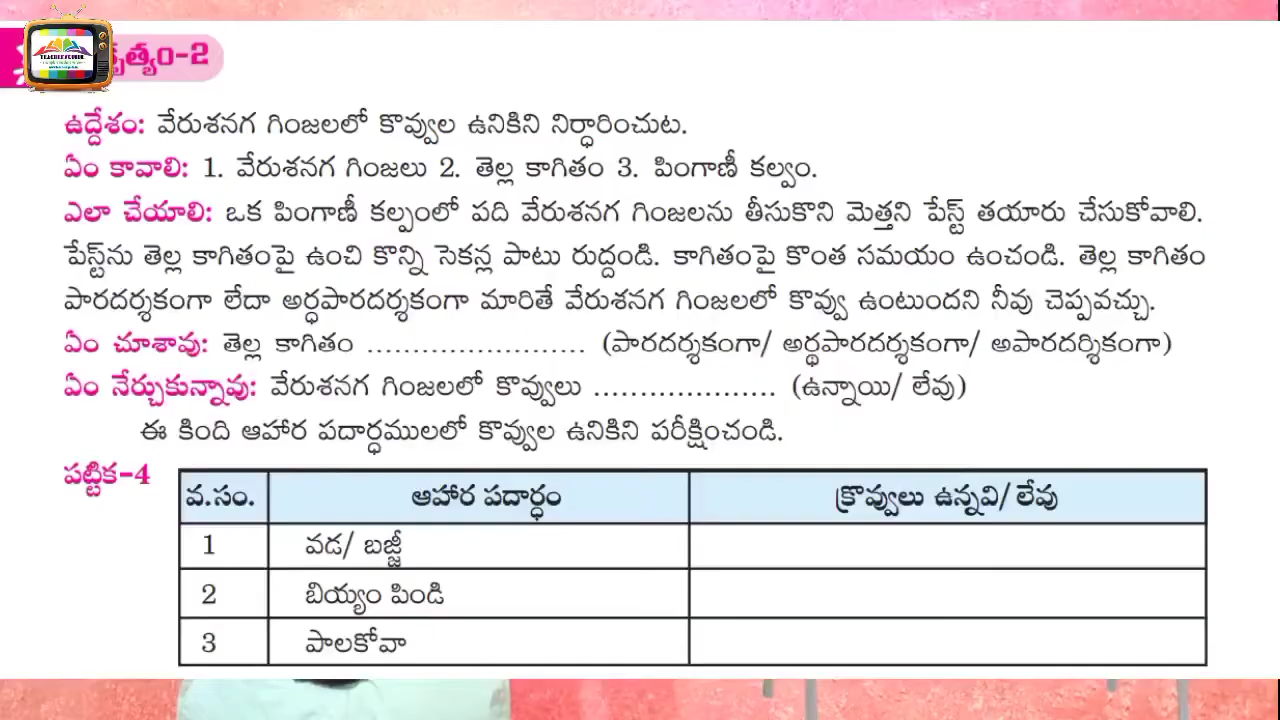 కృత్యం-2
ఉద్దేశం: వేరుశనగ గింజలలో కొవ్వుల ఉనికిని నిర్ధారించుట.
ఏం కావాలి: 1. వేరుశనగ గింజలు 2. తెల్ల కాగితం 3. పింగాణీ కల్వం.
ఎలా చేయాలి: ఒక పింగాణీ కల్పంలో పది వేరుశనగ గింజలను తీసుకొని మెత్తని పేస్ట్ తయారు చేసుకోవాలి.
పేస్ట్‌ను తెల్ల కాగితంపై ఉంచి కొన్ని సెకన్ల పాటు రుద్దండి. కాగితంపై కొంత సమయం ఉంచండి. తెల్ల కాగితం
పారదర్శకంగా లేదా అర్ధపారదర్శకంగా మారితే వేరుశనగ గింజలలో కొవ్వు ఉంటుందని నీవు చెప్పవచ్చు.
ఏం చూశావు: తెల్ల కాగితం ........................ (పారదర్శకంగా/ అర్థపారదర్శకంగా/ అపారదర్శికంగా)
ఏం నేర్చుకున్నావు: వేరుశనగ గింజలలో కొవ్వులు .................... (ఉన్నాయి/ లేవు)
ఈ కింది ఆహార పదార్ధములలో కొవ్వుల ఉనికిని పరీక్షించండి.
పట్టిక-4
వ.సం. ఆహార పదార్ధం క్రొవ్వులు ఉన్నవి/ లేవు
1 వడ/ బజ్జీ
2 బియ్యం పిండి
3 పాలకోవా